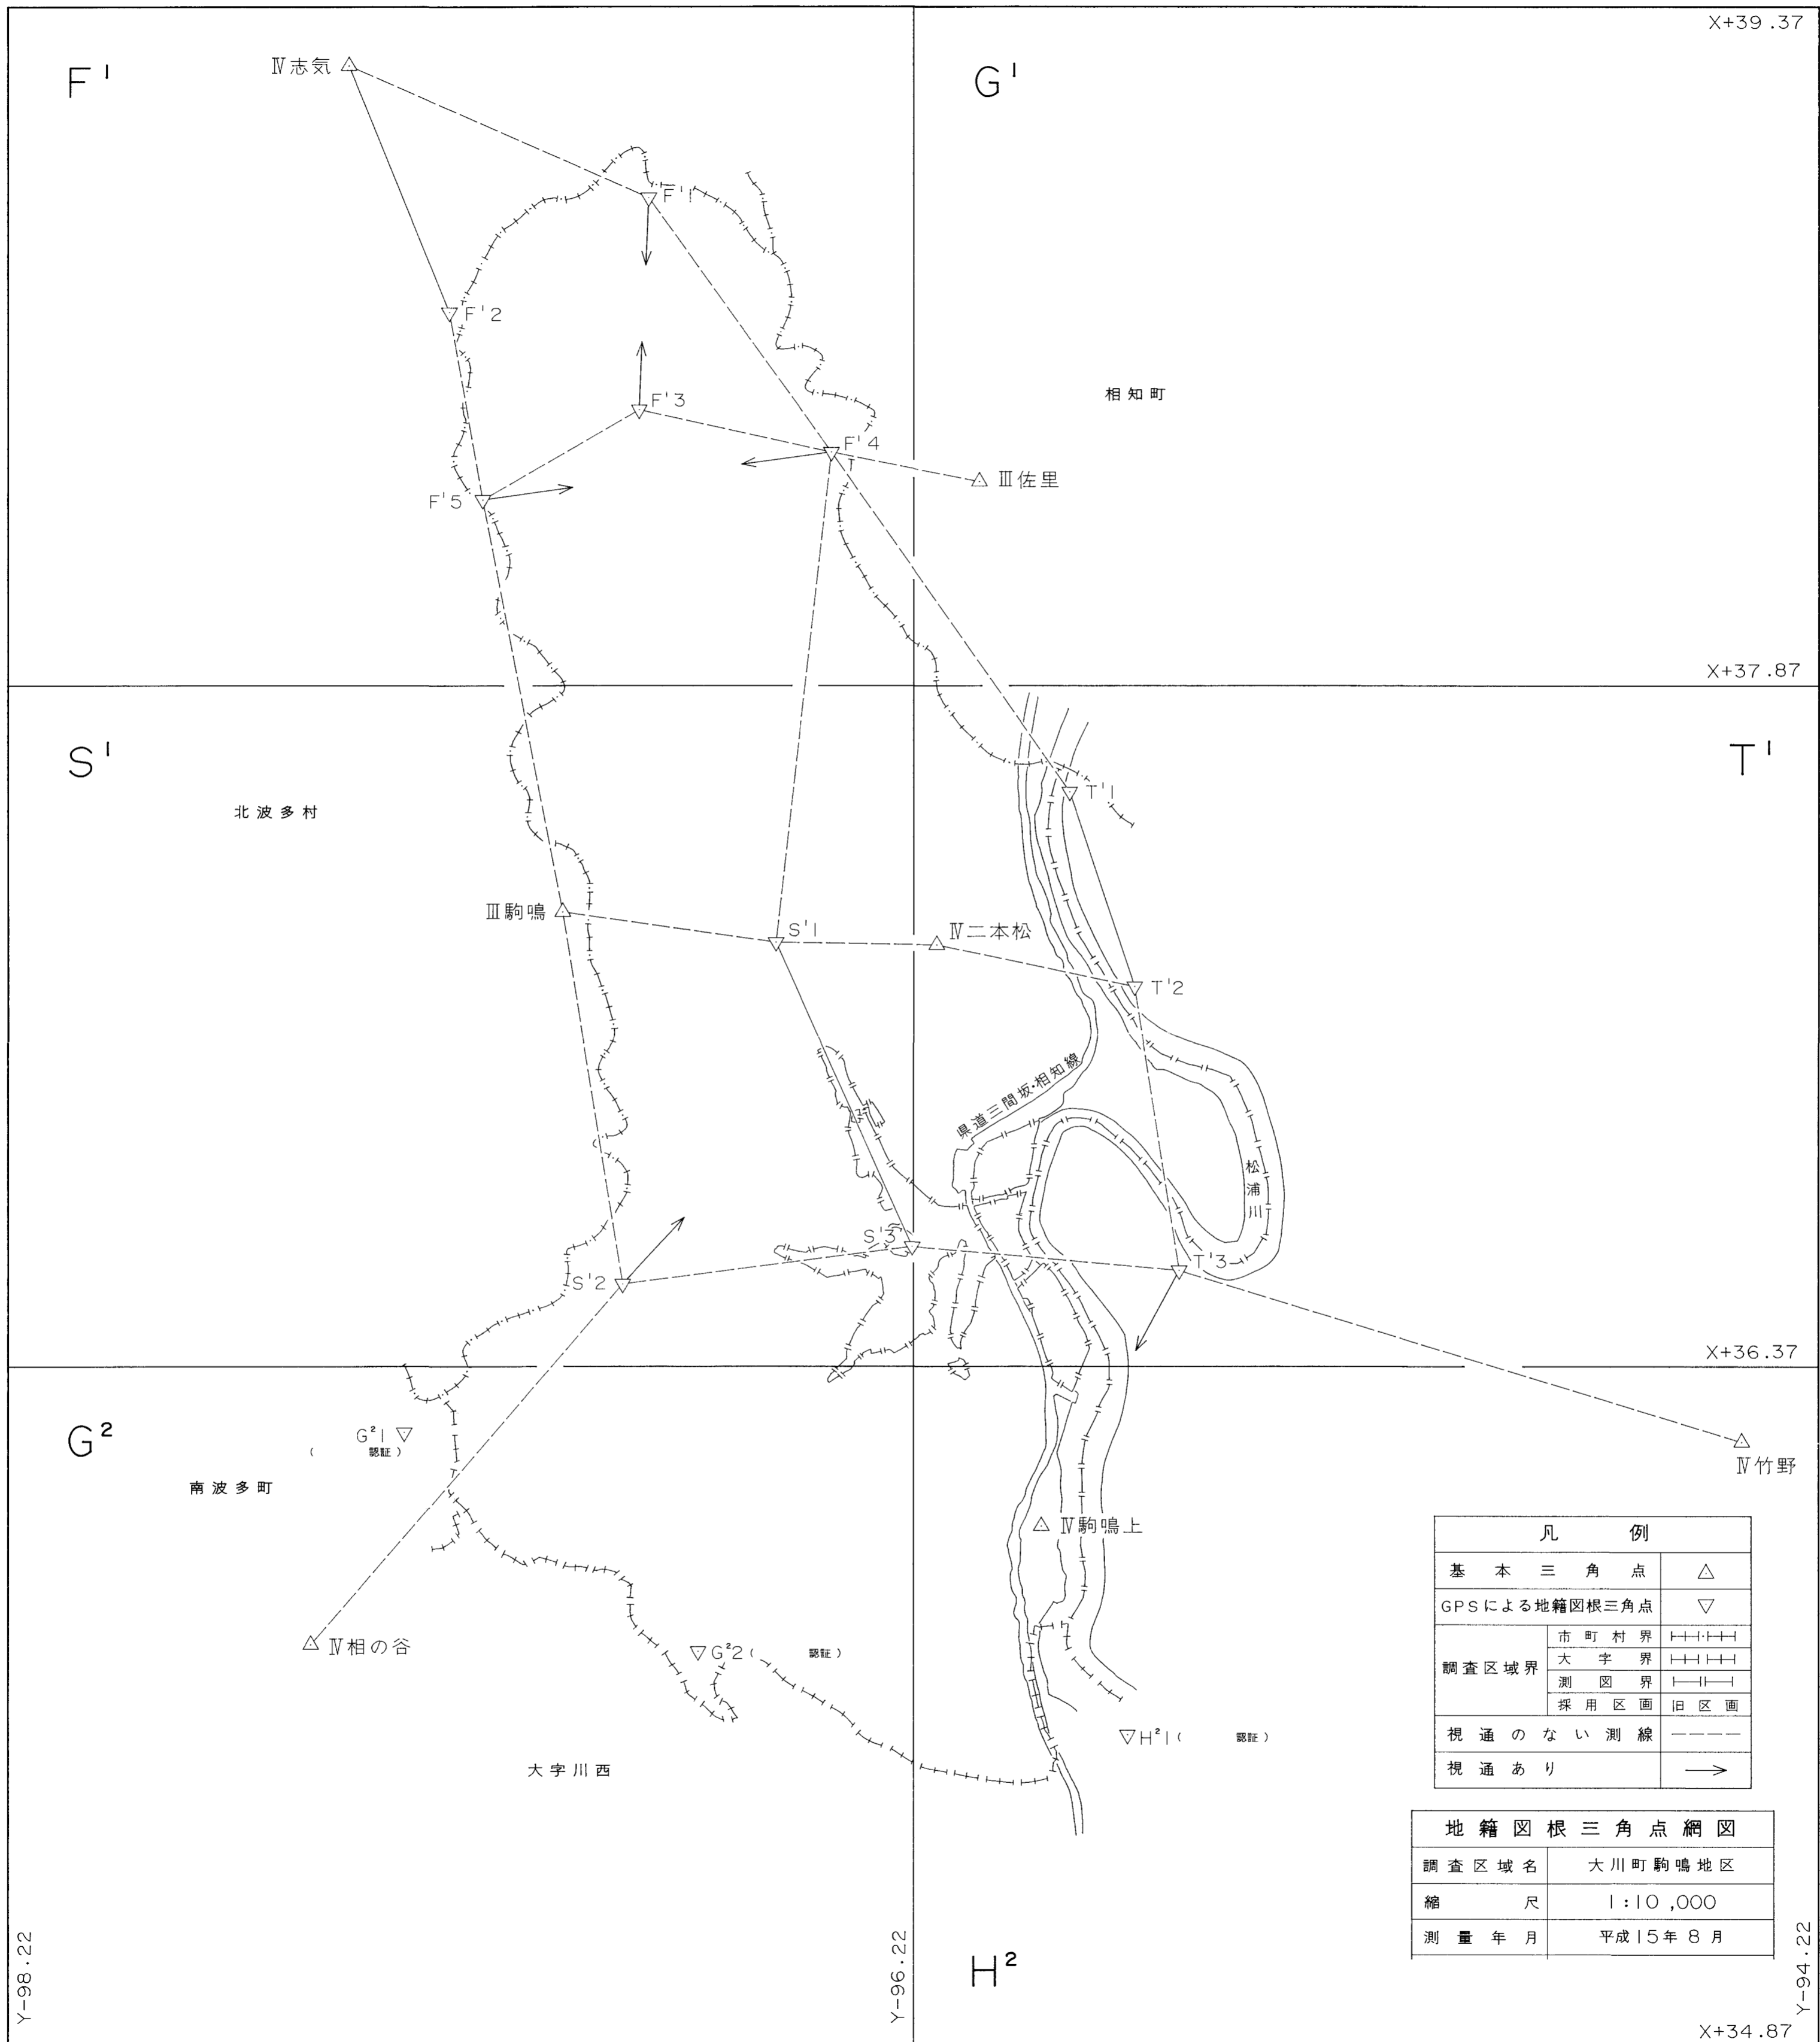 X+39.37
F¹
Ⅳ志気
G¹
F'1
F'2
F'3
相知町
F'4
Ⅲ佐里
F'5
X+37.87
S¹
T¹
北波多村
T'1
Ⅲ駒鳴
S'1
Ⅳ二本松
T'2
県道三間坂・相知線
松浦川
S'3
T'3
S'2
X+36.37
G²
G²1
( 認証)
南波多町
Ⅳ竹野
Ⅳ駒鳴上
Ⅳ相の谷
G²2( 認証)
H²1( 認証)
大字川西
凡 例
基本三角点 △
GPSによる地籍図根三角点 ▽
調査区域界
市町村界
大字界
測図界
採用区画 旧区画
視通のない測線
視通あり
地籍図根三角点網図
調査区域名 大川町駒鳴地区
縮尺 1:10,000
測量年月 平成15年8月
H²
Y-98.22
Y-96.22
Y-94.22
X+34.87